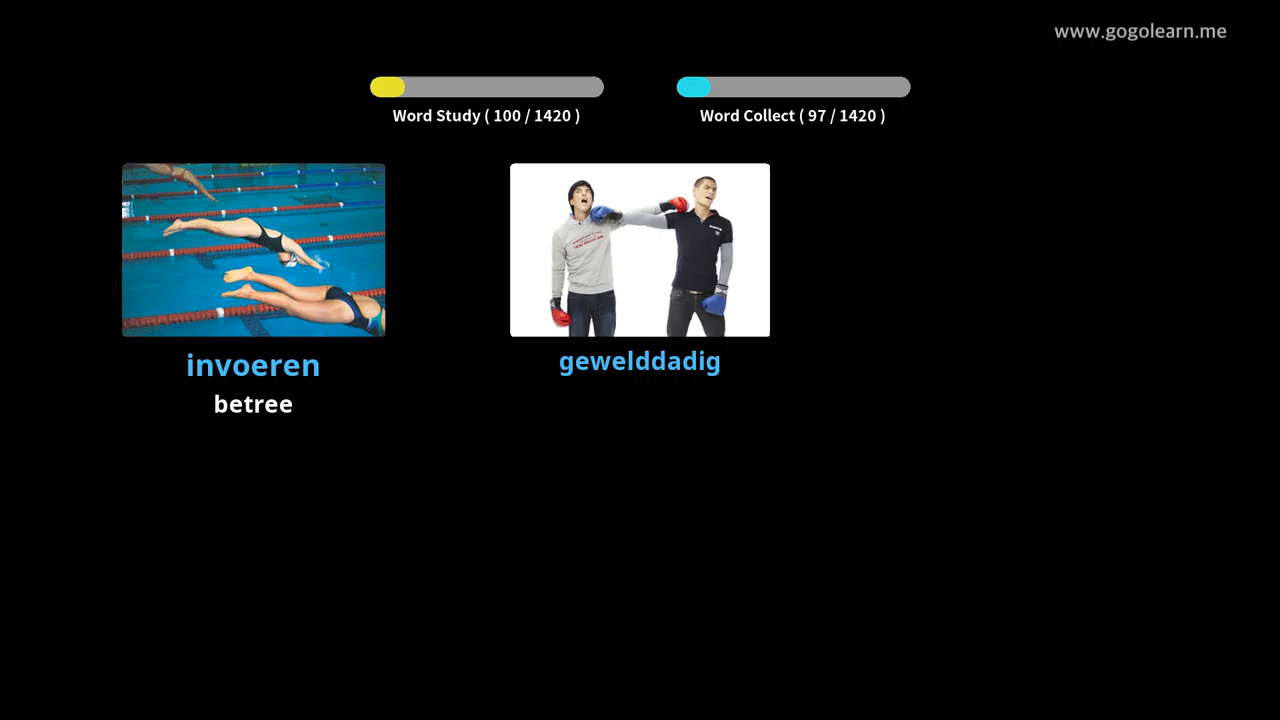 www.gogolearn.me
Word Study ( 100 / 1420 )
Word Collect ( 97 / 1420 )
invoeren
gewelddadig
betree